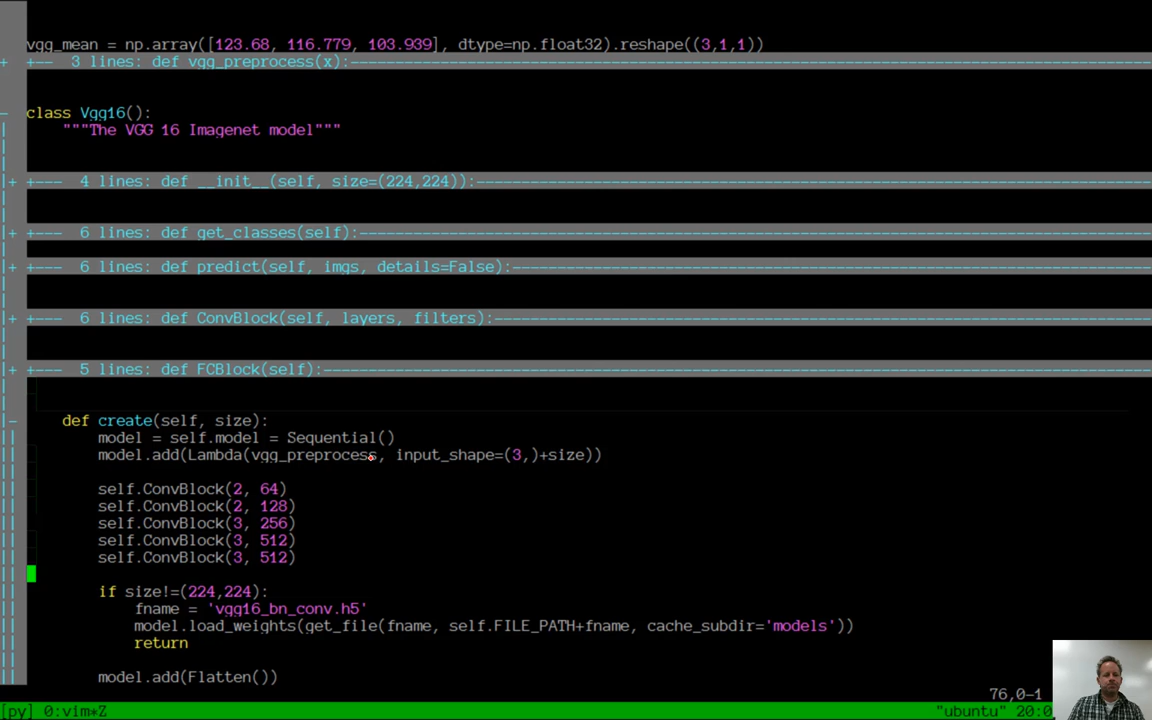 vgg_mean = np.array([123.68, 116.779, 103.939], dtype=np.float32).reshape((3,1,1))
+ +-- 3 lines: def vgg_preprocess(x):
class Vgg16():
"""The VGG 16 Imagenet model"""
+ +--- 4 lines: def __init__(self, size=(224,224)):
+ +--- 6 lines: def get_classes(self):
+ +--- 6 lines: def predict(self, imgs, details=False):
+ +--- 6 lines: def ConvBlock(self, layers, filters):
+ +--- 5 lines: def FCBlock(self):
def create(self, size):
model = self.model = Sequential()
model.add(Lambda(vgg_preprocess, input_shape=(3,)+size))
self.ConvBlock(2, 64)
self.ConvBlock(2, 128)
self.ConvBlock(3, 256)
self.ConvBlock(3, 512)
self.ConvBlock(3, 512)
if size!=(224,224):
fname = 'vgg16_bn_conv.h5'
model.load_weights(get_file(fname, self.FILE_PATH+fname, cache_subdir='models'))
return
model.add(Flatten())
76,0-1
[py] 0:vim*Z "ubuntu" 20:0